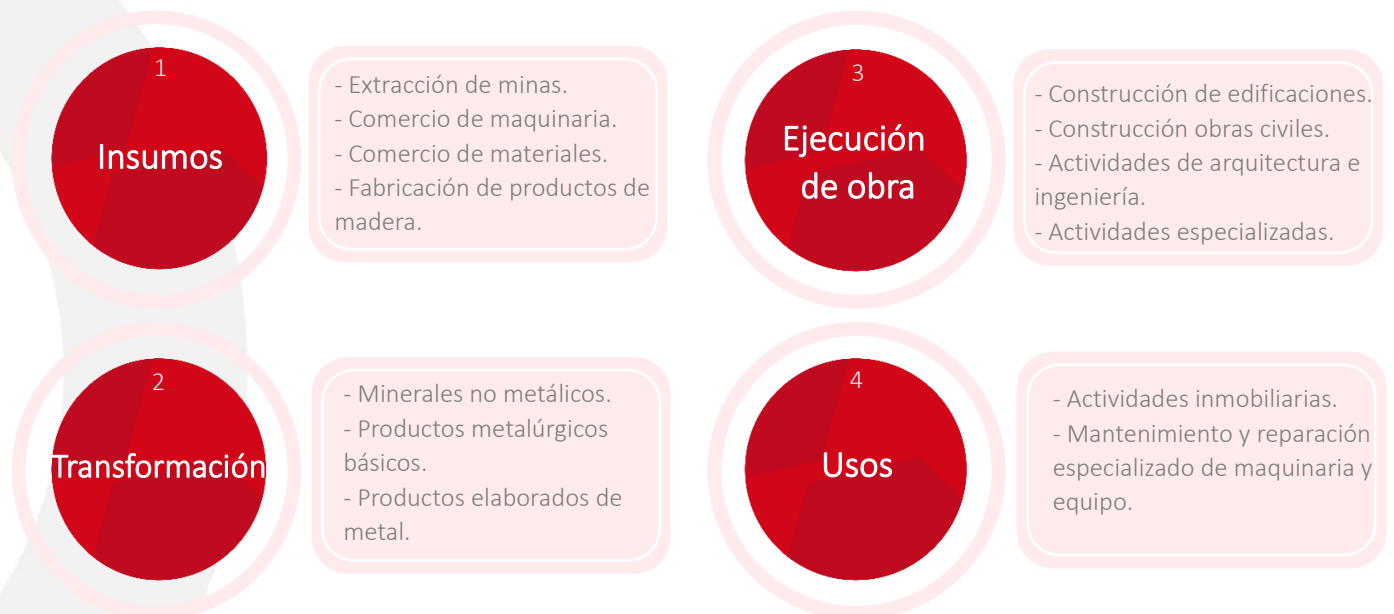 1
Insumos
- Extracción de minas.
- Comercio de maquinaria.
- Comercio de materiales.
- Fabricación de productos de
madera.
2
Transformación
- Minerales no metálicos.
- Productos metalúrgicos
básicos.
- Productos elaborados de
metal.
3
Ejecución
de obra
- Construcción de edificaciones.
- Construcción obras civiles.
- Actividades de arquitectura e
ingeniería.
- Actividades especializadas.
4
Usos
- Actividades inmobiliarias.
- Mantenimiento y reparación
especializado de maquinaria y
equipo.